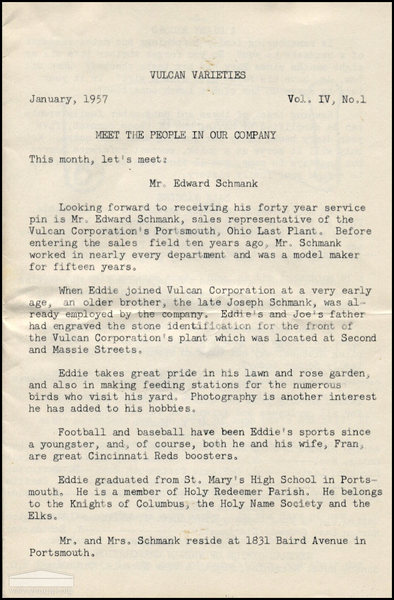 VULCAN VARIETIES
January, 1957 Vol. IV, No.1
MEET THE PEOPLE IN OUR COMPANY
This month, let's meet:
Mr. Edward Schmank
Looking forward to receiving his forty year service
pin is Mr. Edward Schmank, sales representative of the
Vulcan Corporation's Portsmouth, Ohio Last Plant. Before
entering the sales field ten years ago, Mr. Schmank
worked in nearly every department and was a model maker
for fifteen years.
When Eddie joined Vulcan Corporation at a very early
age, an older brother, the late Joseph Schmank, was al-
ready employed by the company. Eddie's and Joe's father
had engraved the stone identification for the front of
the Vulcan Corporation's plant which was located at Second
and Massie Streets.
Eddie takes great pride in his lawn and rose garden,
and also in making feeding stations for the numerous
birds who visit his yard. Photography is another interest
he has added to his hobbies.
Football and baseball have been Eddie's sports since
a youngster, and, of course, both he and his wife, Fran,
are great Cincinnati Reds boosters.
Eddie graduated from St. Mary's High School in Ports-
mouth. He is a member of Holy Redeemer Parish. He belongs
to the Knights of Columbus, the Holy Name Society and the
Elks.
Mr. and Mrs. Schmank reside at 1831 Baird Avenue in
Portsmouth.